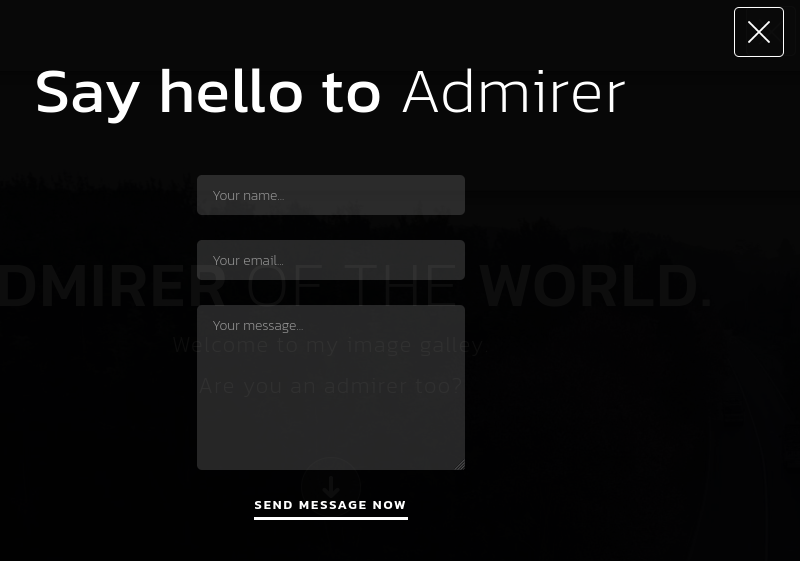 Say hello to Admirer
Your name...
Your email...
DMIRER OF THE WORLD.
Your message...
Welcome to my image galley.
Are you an admirer too?
SEND MESSAGE NOW